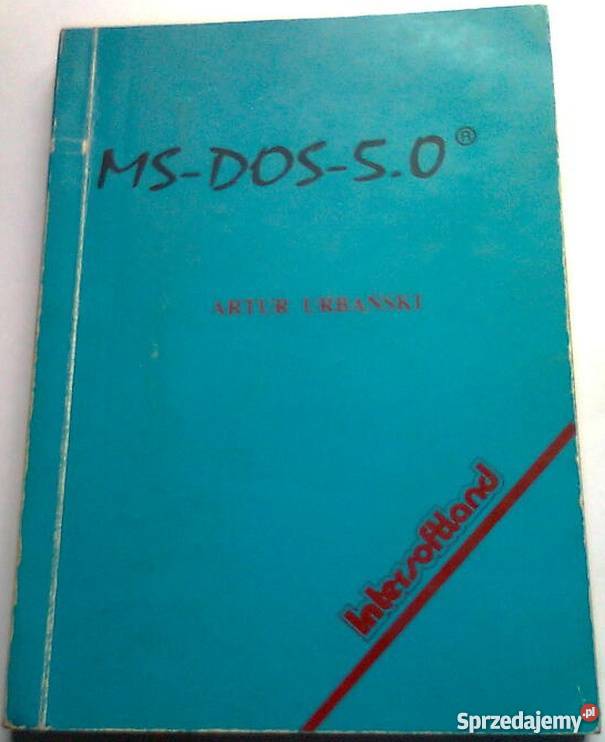 MS-DOS-5.0®
ARTUR URBAŃSKI
Intersoftland
Sprzedajemy.pl